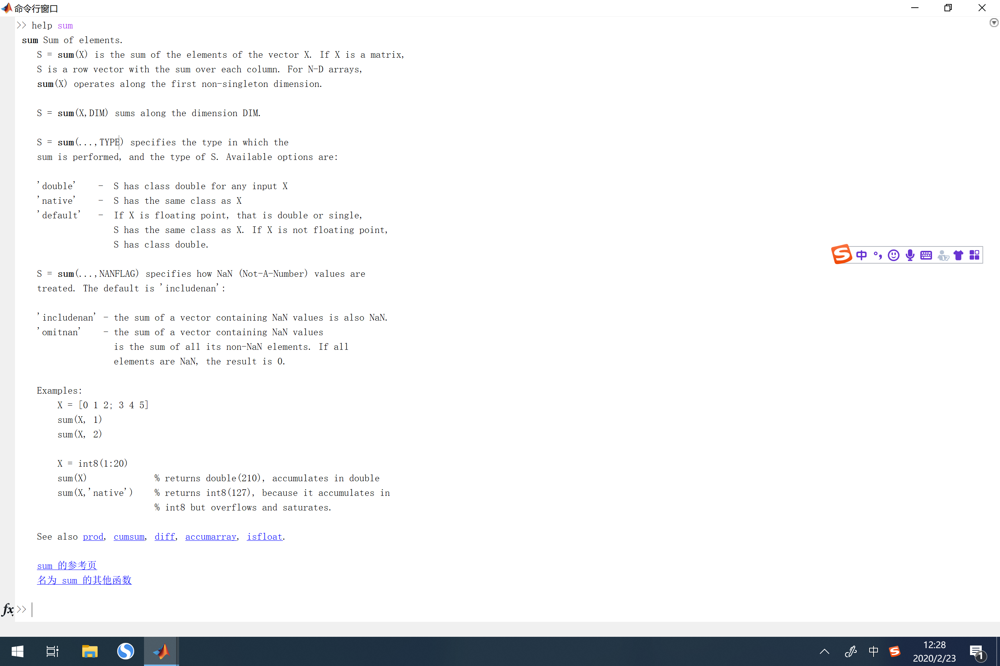 命令行窗口
>> help sum
sum Sum of elements.
S = sum(X) is the sum of the elements of the vector X. If X is a matrix,
S is a row vector with the sum over each column. For N-D arrays,
sum(X) operates along the first non-singleton dimension.
S = sum(X,DIM) sums along the dimension DIM.
S = sum(...,TYPE) specifies the type in which the
sum is performed, and the type of S. Available options are:
'double'    -  S has class double for any input X
'native'    -  S has the same class as X
'default'   -  If X is floating point, that is double or single,
S has the same class as X. If X is not floating point,
S has class double.
S = sum(...,NANFLAG) specifies how NaN (Not-A-Number) values are
treated. The default is 'includenan':
'includenan' - the sum of a vector containing NaN values is also NaN.
'omitnan'    - the sum of a vector containing NaN values
is the sum of all its non-NaN elements. If all
elements are NaN, the result is 0.
Examples:
X = [0 1 2; 3 4 5]
sum(X, 1)
sum(X, 2)
X = int8(1:20)
sum(X)             % returns double(210), accumulates in double
sum(X,'native')    % returns int8(127), because it accumulates in
% int8 but overflows and saturates.
See also prod, cumsum, diff, accumarray, isfloat.
sum 的参考页
名为 sum 的其他函数
fx >>
中
中
12:28
2020/2/23
1